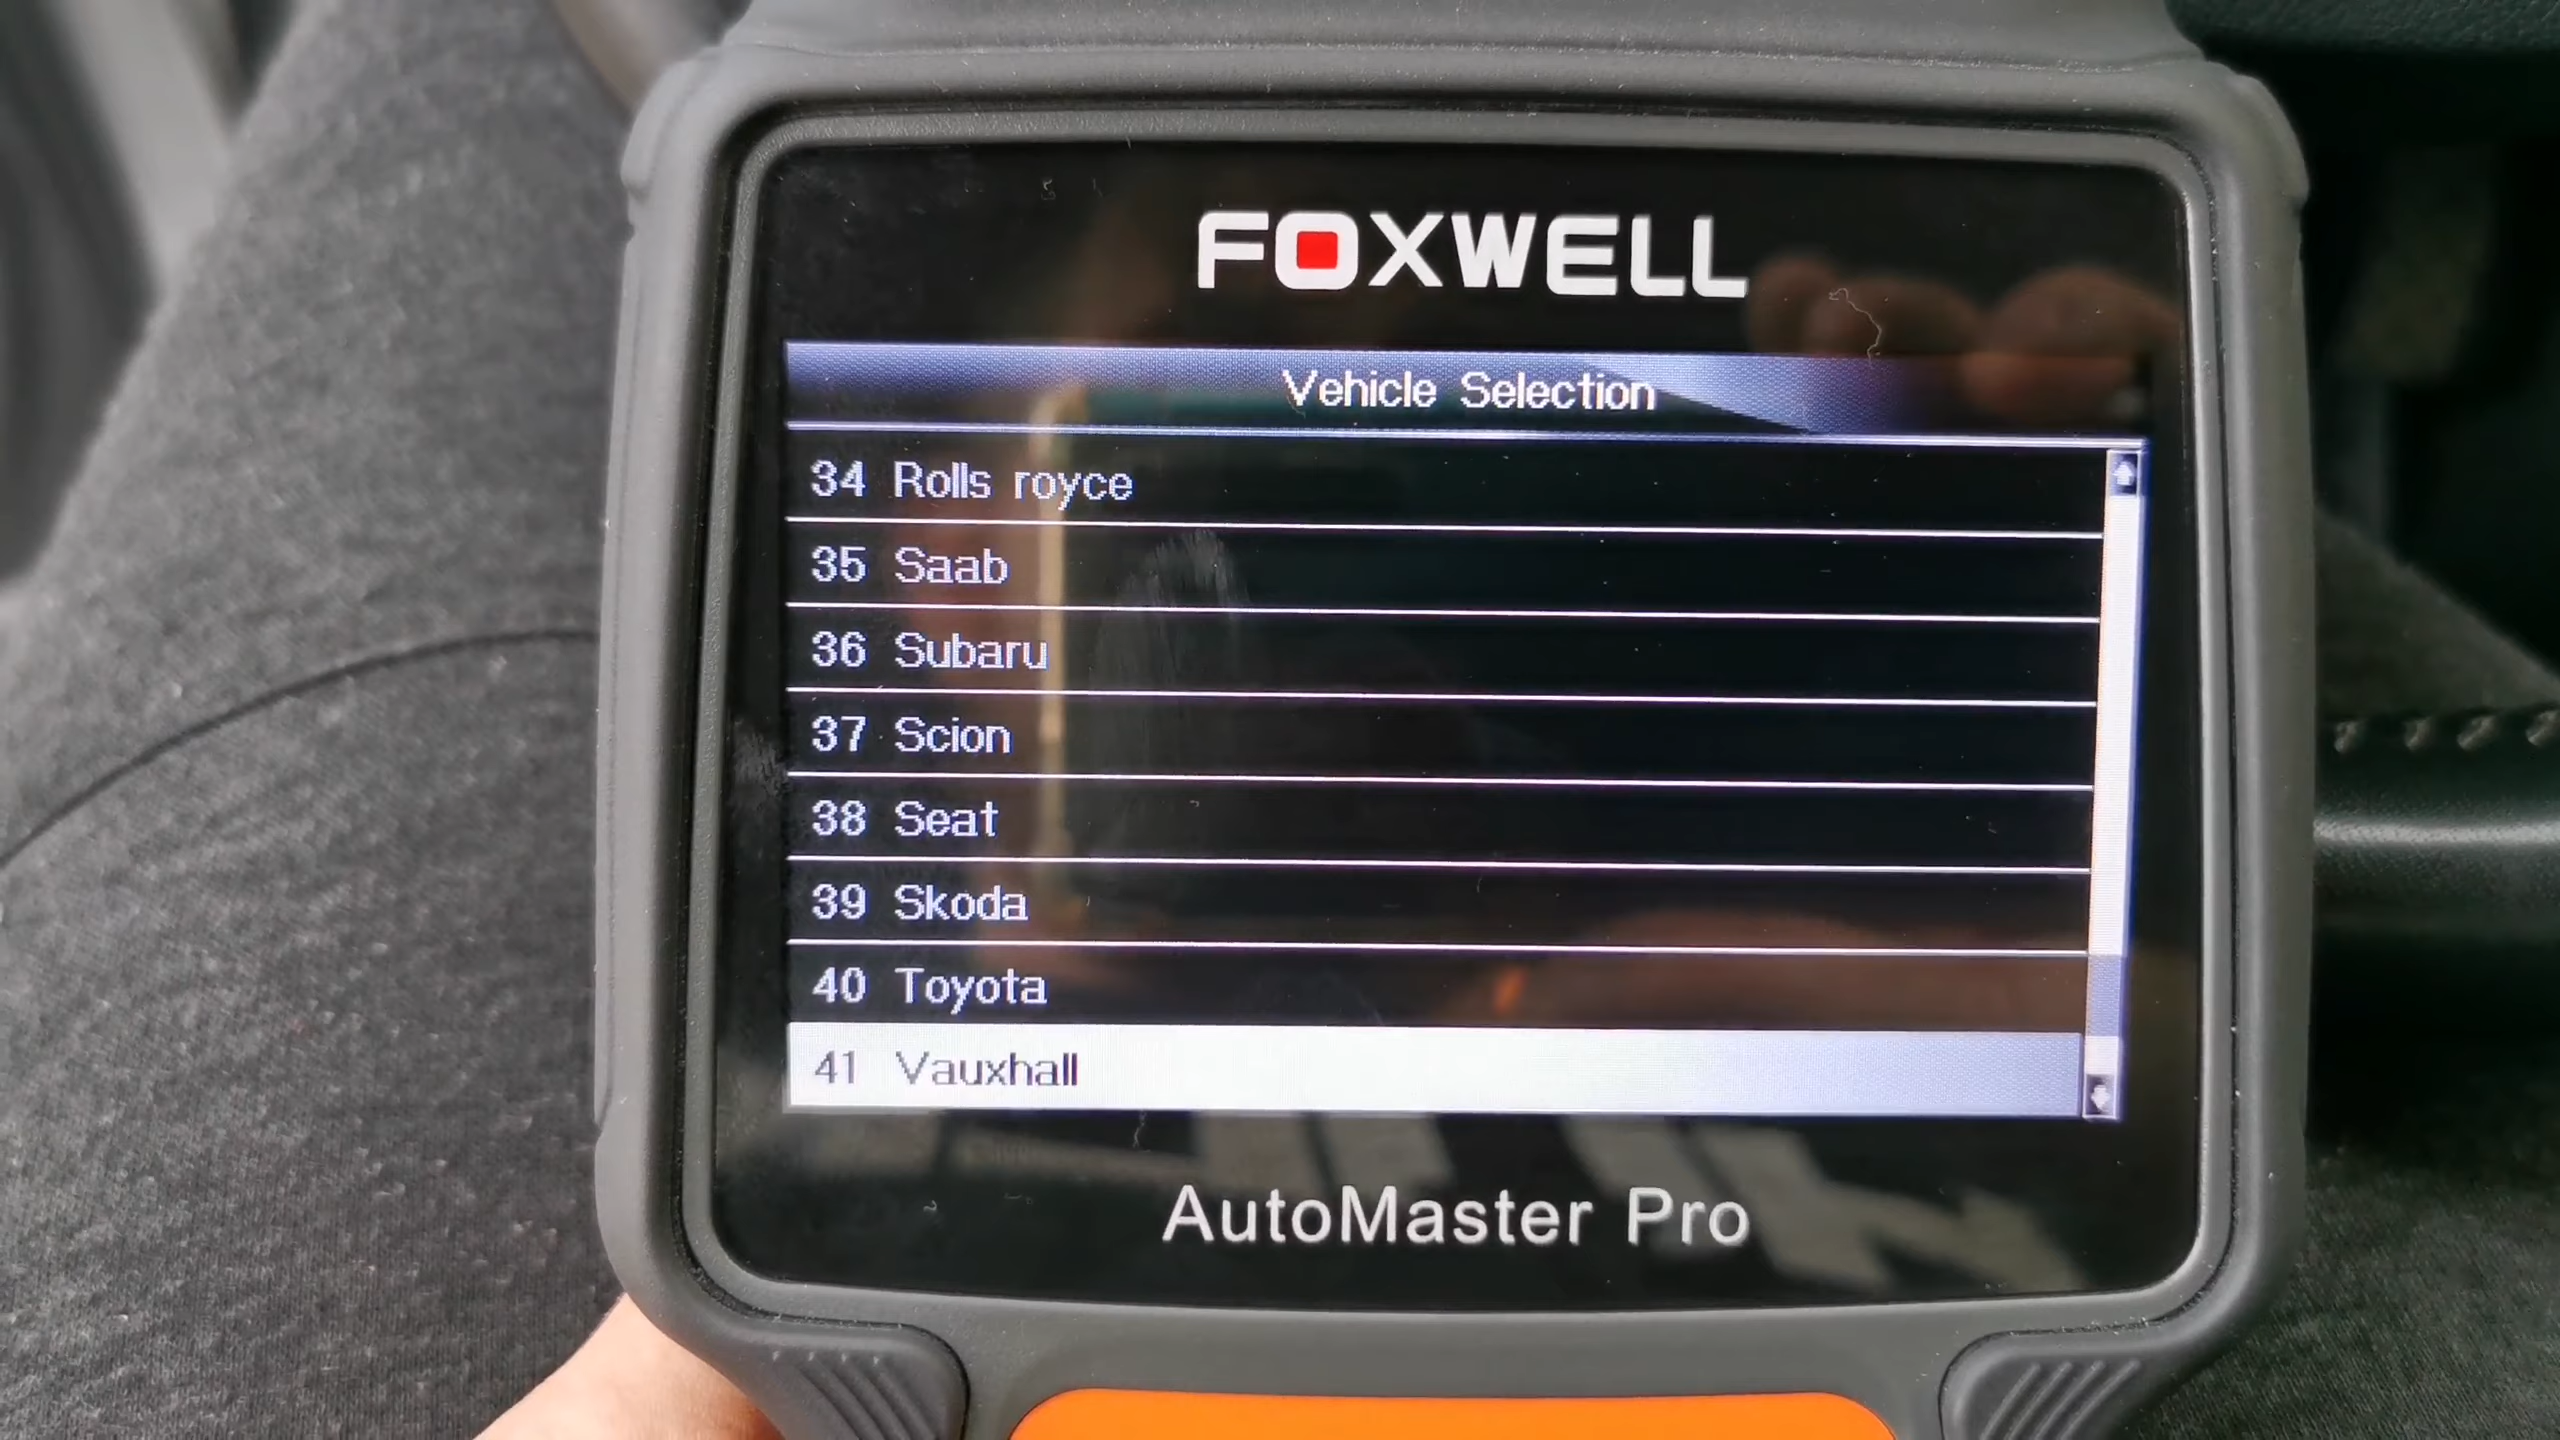 FOXWELL
Vehicle Selection
34 Rolls royce
35 Saab
36 Subaru
37 Scion
38 Seat
39 Skoda
40 Toyota
41 Vauxhall
AutoMaster Pro